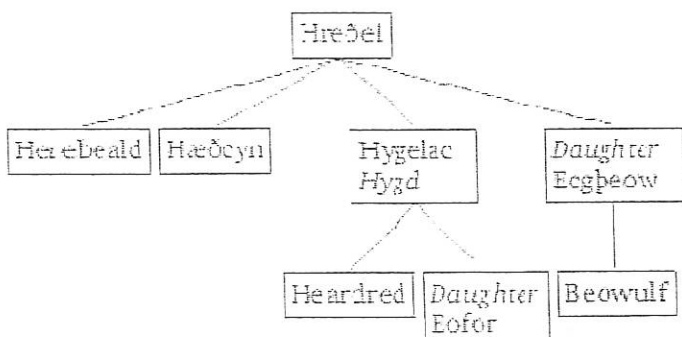 Hreðel
Herebeald
Hæðcyn
Hygelac
Hygd
Daughter
Ecgþeow
Heardred
Daughter
Eofor
Beowulf